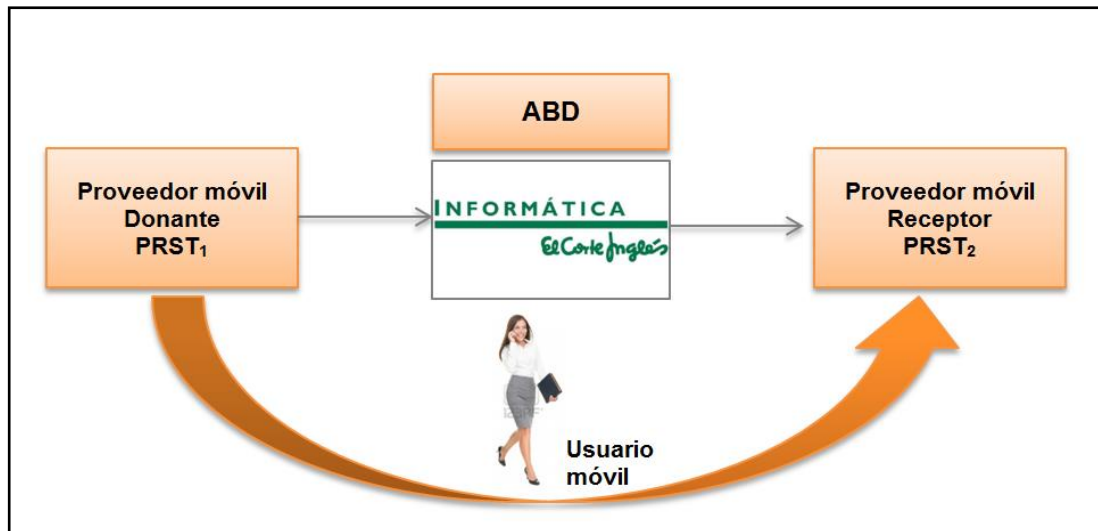 ABD
Proveedor móvil
Donante
PRST₁
INFORMÁTICA
El Corte Inglés
Proveedor móvil
Receptor
PRST₂
Usuario
móvil